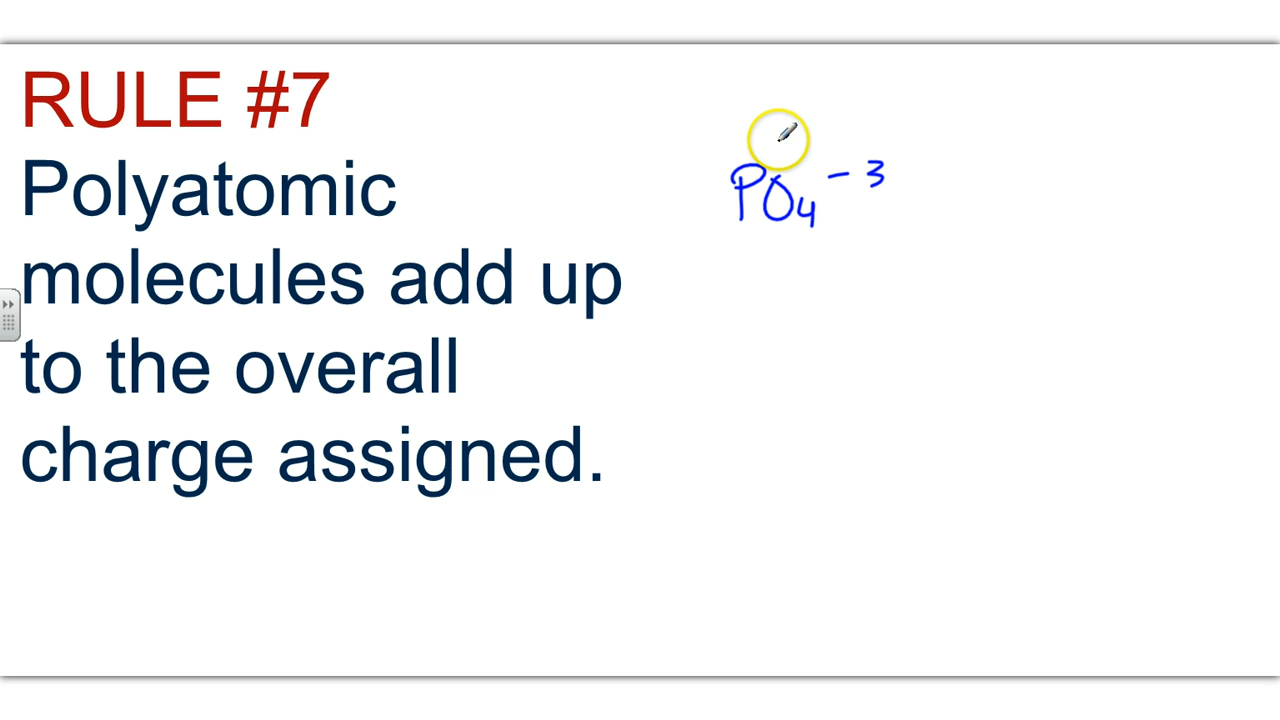 RULE #7
Polyatomic
molecules add up
to the overall
charge assigned.
PO₄⁻³